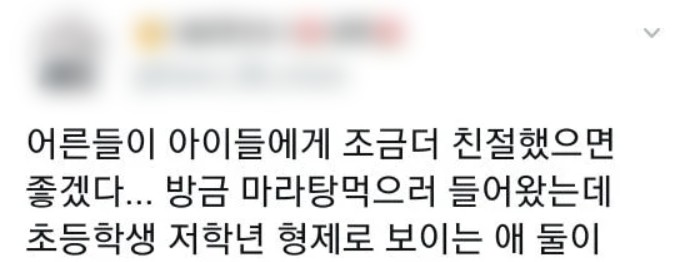 어른들이 아이들에게 조금더 친절했으면
좋겠다... 방금 마라탕먹으러 들어왔는데
초등학생 저학년 형제로 보이는 애 둘이